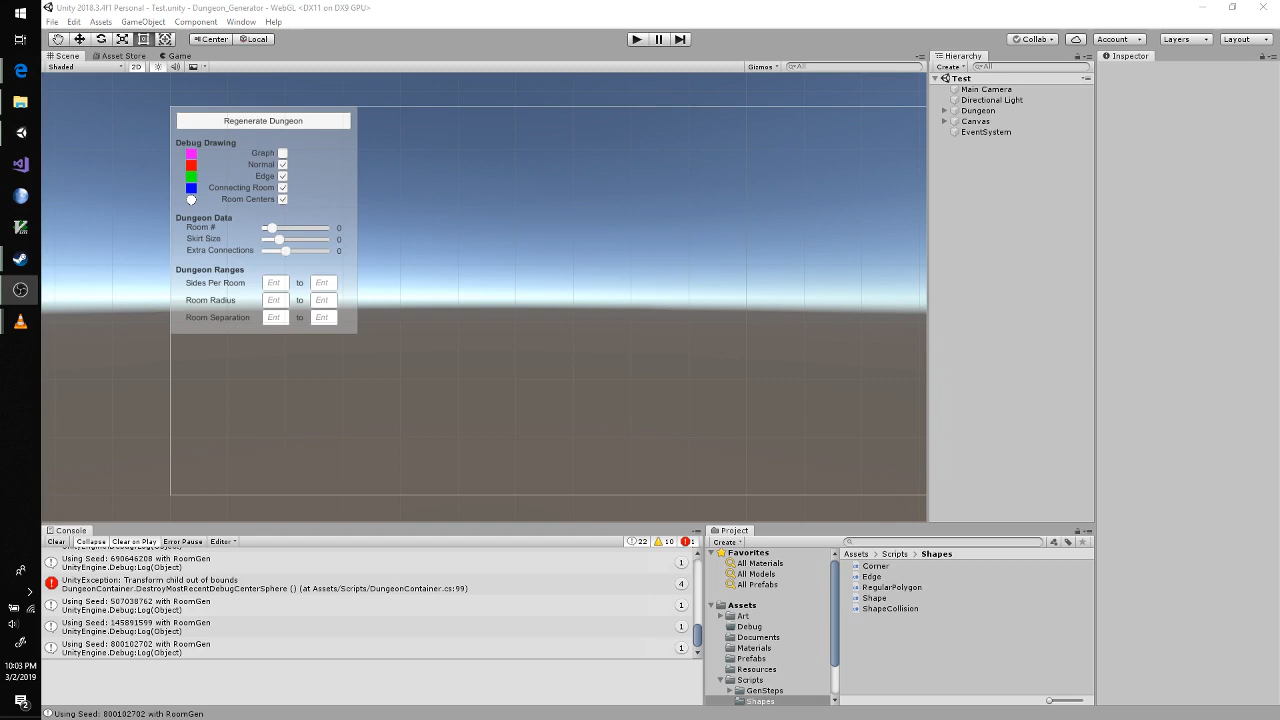 Unity 2018.3.4f1 Personal - Test.unity - Dungeon_Generator - WebGL <DX11 on DX9 GPU>
File Edit Assets GameObject Component Window Help
Center Local Collab Account Layers Layout
Scene Asset Store Game
Shaded 2D Gizmos All
Regenerate Dungeon
Debug Drawing
Graph
Normal
Edge
Connecting Room
Room Centers
Dungeon Data
Room # 0
Skirt Size 0
Extra Connections 0
Dungeon Ranges
Sides Per Room Ent to Ent
Room Radius Ent to Ent
Room Separation Ent to Ent
Hierarchy
Create All
Test
Main Camera
Directional Light
Dungeon
Canvas
EventSystem
Inspector
Console
Clear Collapse Clear on Play Error Pause Editor 22 10 1
UnityEngine.Debug:Log(Object)
Using Seed: 690646208 with RoomGen
UnityEngine.Debug:Log(Object) 1
UnityException: Transform child out of bounds
DungeonContainer.DestroyMostRecentDebugCenterSphere () (at Assets/Scripts/DungeonContainer.cs:99) 4
Using Seed: 507038762 with RoomGen
UnityEngine.Debug:Log(Object) 1
Using Seed: 145891599 with RoomGen
UnityEngine.Debug:Log(Object) 1
Using Seed: 800102702 with RoomGen
UnityEngine.Debug:Log(Object) 1
Project
Create
Favorites
All Materials
All Models
All Prefabs
Assets
Art
Debug
Documents
Materials
Prefabs
Resources
Scripts
GenSteps
Shapes
Assets Scripts Shapes
Corner
Edge
RegularPolygon
Shape
ShapeCollision
10:03 PM
3/2/2019
2
Using Seed: 800102702 with RoomGen